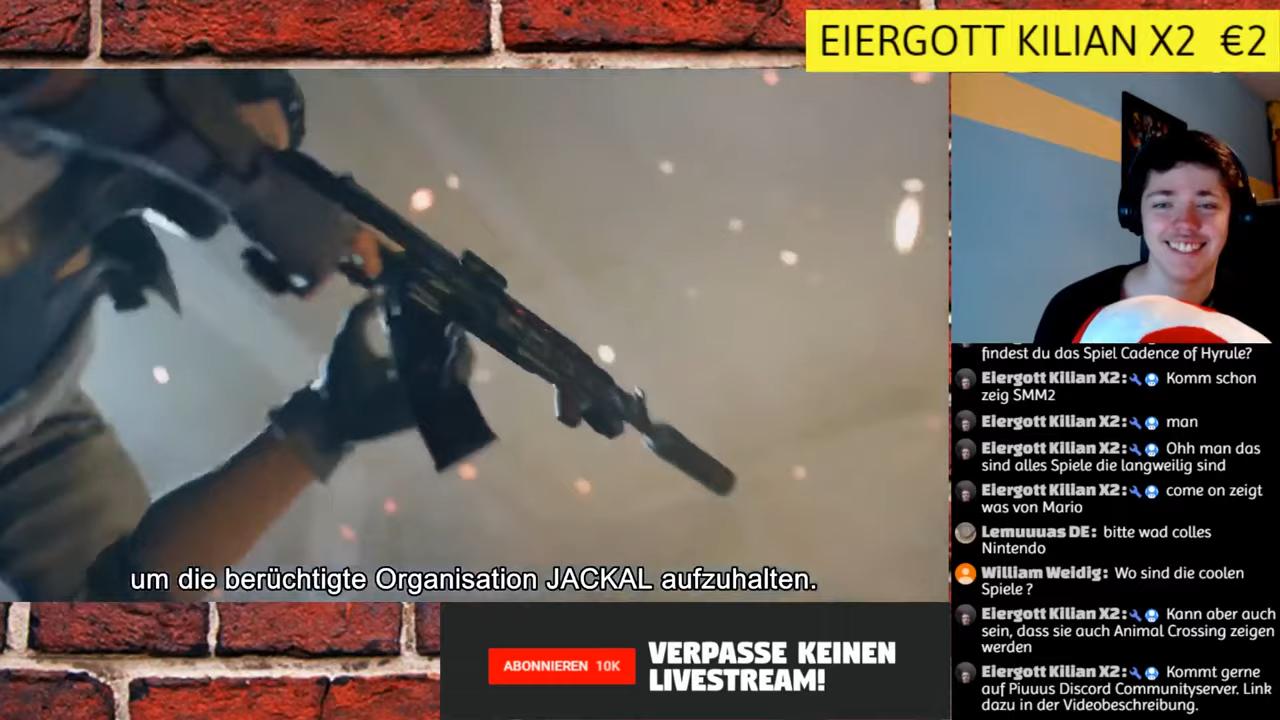 EIERGOTT KILIAN X2 €2
findest du das Spiel Cadence of Hyrule?
Eiergott Kilian X2: Komm schon
zeig SMM2
Eiergott Kilian X2: man
Eiergott Kilian X2: Ohh man das
sind alles Spiele die langweilig sind
Eiergott Kilian X2: come on zeigt
was von Mario
Lemuuuas DE: bitte wad colles
Nintendo
William Weidig: Wo sind die coolen
Spiele ?
Eiergott Kilian X2: Kann aber auch
sein, dass sie auch Animal Crossing zeigen
werden
Eiergott Kilian X2: Kommt gerne
auf Piuuus Discord Communityserver. Link
dazu in der Videobeschreibung.
um die berüchtigte Organisation JACKAL aufzuhalten.
ABONNIEREN 10K
VERPASSE KEINEN
LIVESTREAM!